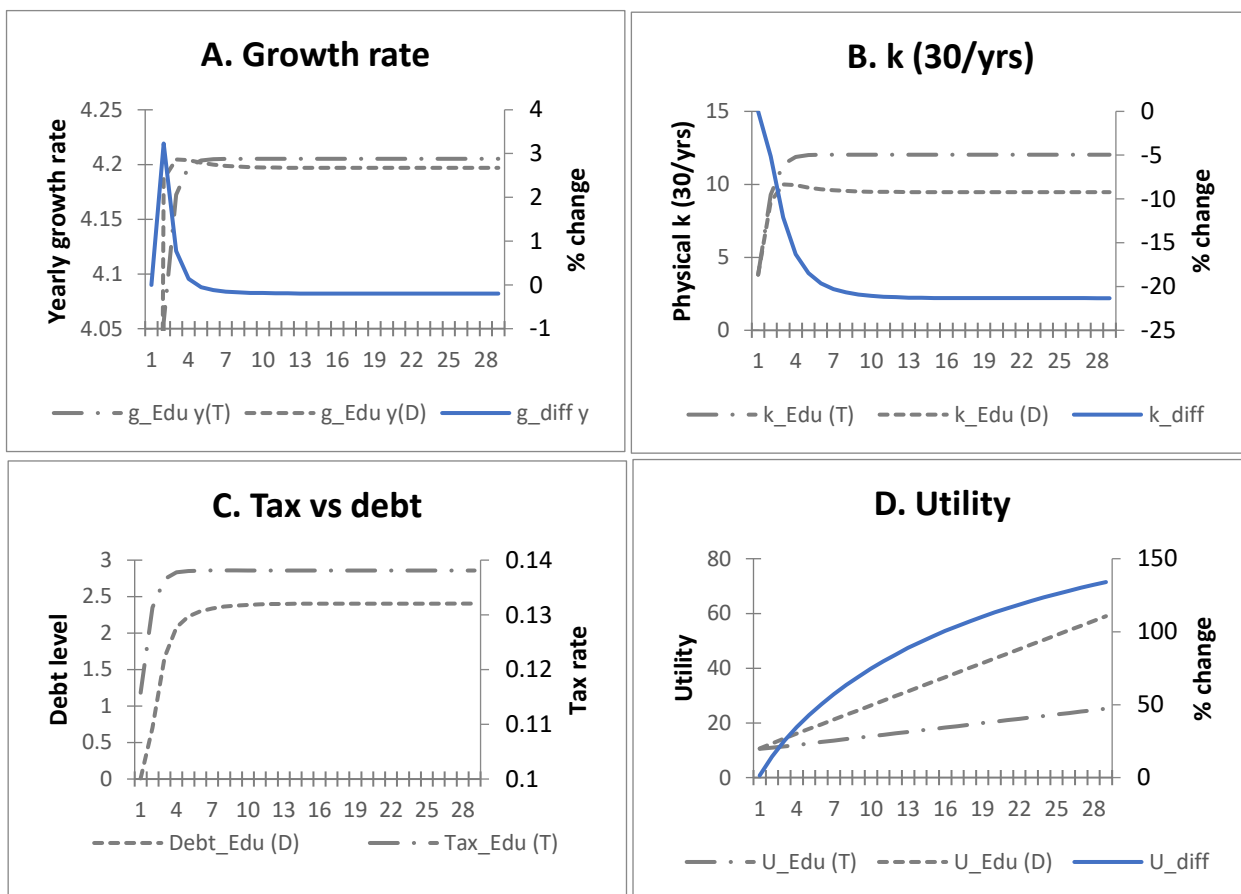 A. Growth rate
Yearly growth rate
4.25
4.2
4.15
4.1
4.05
4
3
2
1
0
-1
% change
1 4 7 10 13 16 19 22 25 28
g_Edu y(T) g_Edu y(D) g_diff y
B. k (30/yrs)
Physical k (30/yrs)
15
10
5
0
-0
-5
-10
-15
-20
-25
% change
1 4 7 10 13 16 19 22 25 28
k_Edu (T) k_Edu (D) k_diff
C. Tax vs debt
Debt level
3
2.5
2
1.5
1
0.5
0
0.14
0.13
0.12
0.11
0.1
Tax rate
1 4 7 10 13 16 19 22 25 28
Debt_Edu (D) Tax_Edu (T)
D. Utility
Utility
80
60
40
20
0
150
100
50
0
% change
1 4 7 10 13 16 19 22 25 28
U_Edu (T) U_Edu (D) U_diff